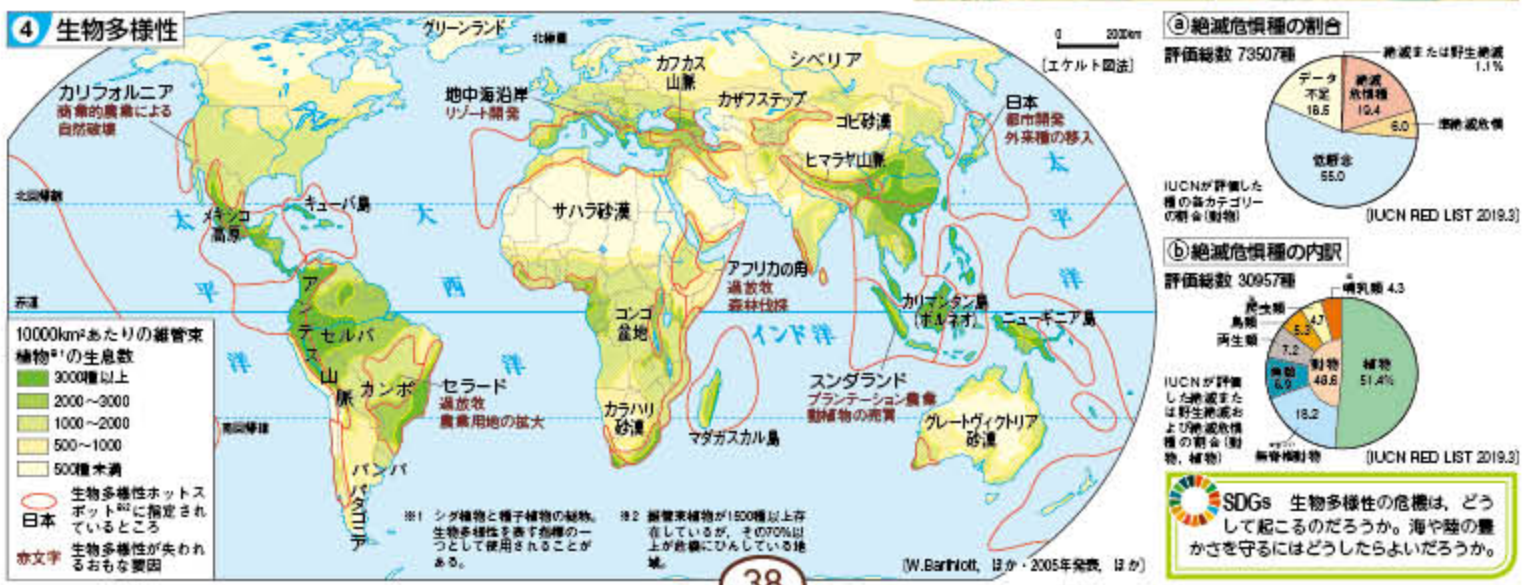 4 生物多様性
グリーンランド
北極圏
0 2000km
[エケルト図法]
カリフォルニア
商業的農業による
自然破壊
地中海沿岸
リゾート開発
カフカス
山脈
シベリア
カザフステップ
ゴビ砂漠
ヒマラヤ山脈
日本
都市開発
外来種の移入
北回帰線
太
平
洋
メキシコ
高原
キューバ島
大
西
洋
サハラ砂漠
太
平
洋
アフリカの角
過放牧
森林伐採
カリマンタン島
(ボルネオ)
ニューギニア島
赤道
アンデス山脈
セルバ
コンゴ
盆地
インド洋
カンポ
セラード
過放牧
農業用地の拡大
スンダランド
プランテーション農業
動植物の売買
カラハリ
砂漠
マダガスカル島
グレートヴィクトリア
砂漠
南回帰線
パンパ
パタゴニア
10000km²あたりの維管束
植物※1の生息数
3000種以上
2000〜3000
1000〜2000
500〜1000
500種未満
日本
生物多様性ホットス
ポット※2に指定され
ているところ
赤文字
生物多様性が失われ
るおもな要因
※1 シダ植物と種子植物の総称。
生物多様性を表す指標の一
つとして使用されることが
ある。
※2 維管束植物が1500種以上存
在しているが、その70%以
上が危機にひんしている地
域。
[W.Barthlott, ほか・2005年発表, ほか]
38
ⓐ絶滅危惧種の割合
評価総数 73507種
絶滅または野生絶滅
1.1%
絶滅
危惧種
19.4
準絶滅危惧
6.0
低懸念
55.0
データ
不足
18.5
IUCNが評価した
種の各カテゴリー
の割合(動物)
[IUCN RED LIST 2019.3]
ⓑ絶滅危惧種の内訳
評価総数 30957種
哺乳類 4.3
爬虫類
4.7
鳥類
5.3
両生類
7.2
魚類
8.9
動物
48.6
植物
51.4%
18.2
無脊椎動物
IUCNが評価
した絶滅また
は野生絶滅お
よび絶滅危惧
種の割合(動
物, 植物)
[IUCN RED LIST 2019.3]
SDGs 生物多様性の危機は、どう
して起こるのだろうか。海や陸の豊
かさを守るにはどうしたらよいだろうか。